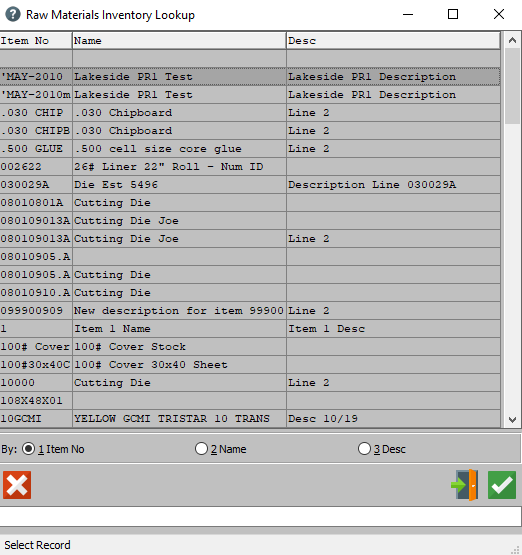 Raw Materials Inventory Lookup
Item No Name Desc
'MAY-2010 Lakeside PR1 Test Lakeside PR1 Description
'MAY-2010m Lakeside PR1 Test Lakeside PR1 Description
.030 CHIP .030 Chipboard Line 2
.030 CHIPB .030 Chipboard Line 2
.500 GLUE .500 cell size core glue Line 2
002622 26# Liner 22" Roll - Num ID
030029A Die Est 5496 Description Line 030029A
08010801A Cutting Die
080109013A Cutting Die Joe
080109013A Cutting Die Joe Line 2
08010905.A
08010905.A Cutting Die
08010910.A Cutting Die
099900909 New description for item 99900 Line 2
1 Item 1 Name Item 1 Desc
100# Cover 100# Cover Stock
100#30x40C 100# Cover 30x40 Sheet
10000 Cutting Die Line 2
108X48X01
10GCMI YELLOW GCMI TRISTAR 10 TRANS Desc 10/19
By: 1 Item No 2 Name 3 Desc
Select Record